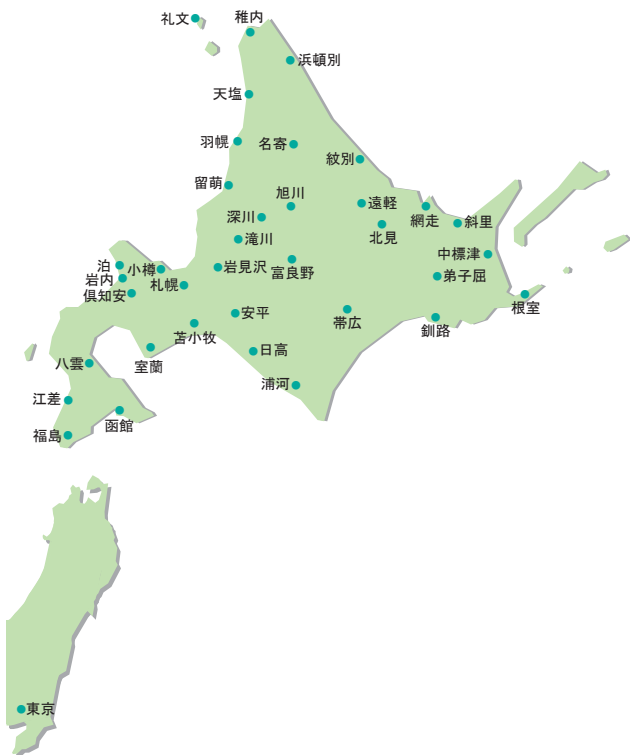 礼文
稚内
浜頓別
天塩
羽幌
名寄
紋別
留萌
旭川
遠軽
深川
網走
斜里
北見
滝川
中標津
泊
小樽
岩見沢
富良野
弟子屈
岩内
札幌
倶知安
根室
安平
帯広
釧路
苫小牧
室蘭
日高
八雲
浦河
江差
函館
福島
東京